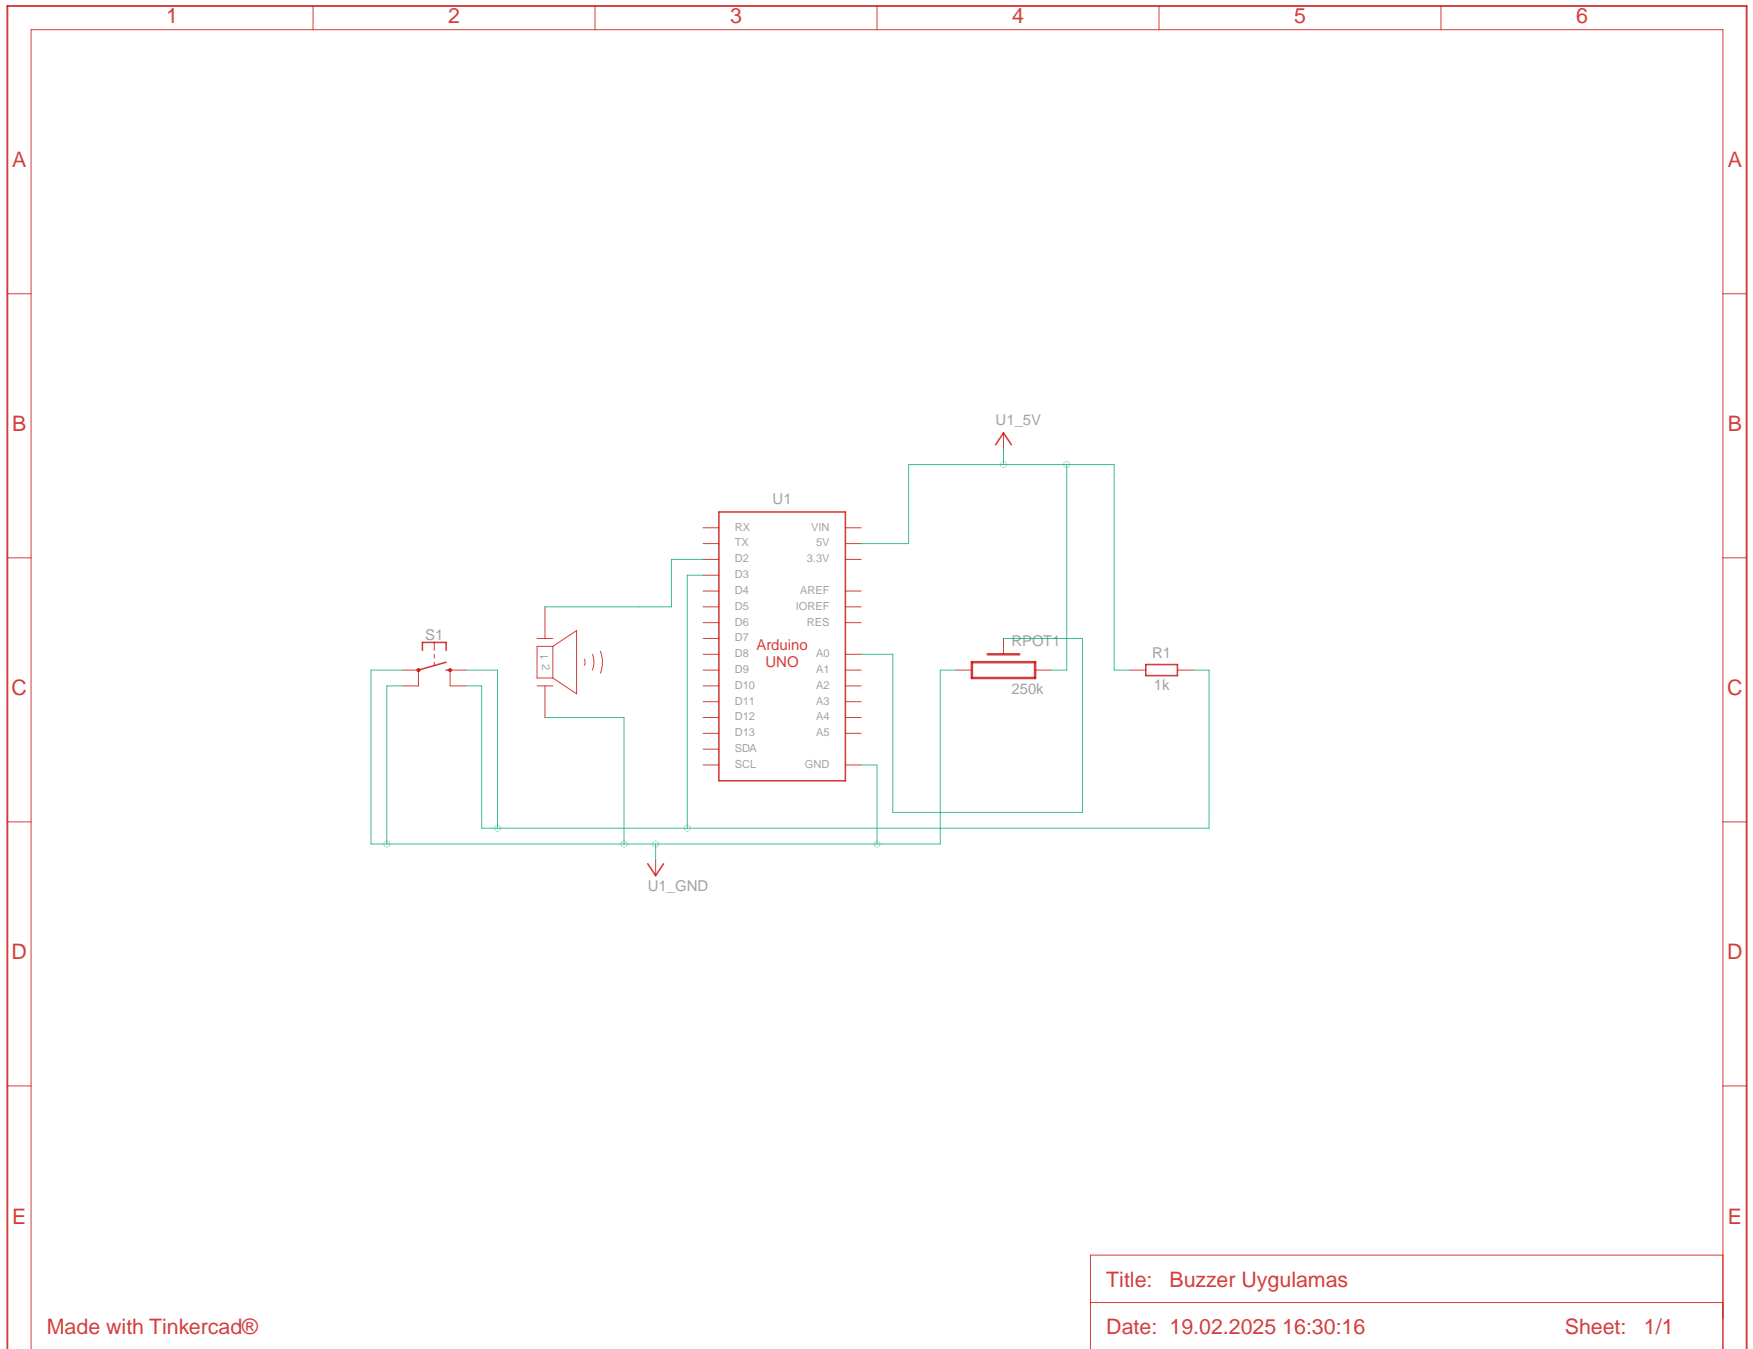 1 2 3 4 5 6
A A
B B
C C
D D
E E
U1_5V
U1
RX VIN
TX 5V
D2 3.3V
D3
D4 AREF
D5 IOREF
D6 RES
D7
Arduino
UNO
D8 A0
D9 A1
D10 A2
D11 A3
D12 A4
D13 A5
SDA
SCL GND
S1
1 2
RPOT1
250k
R1
1k
U1_GND
Title: Buzzer Uygulamas
Date: 19.02.2025 16:30:16 Sheet: 1/1
Made with Tinkercad®